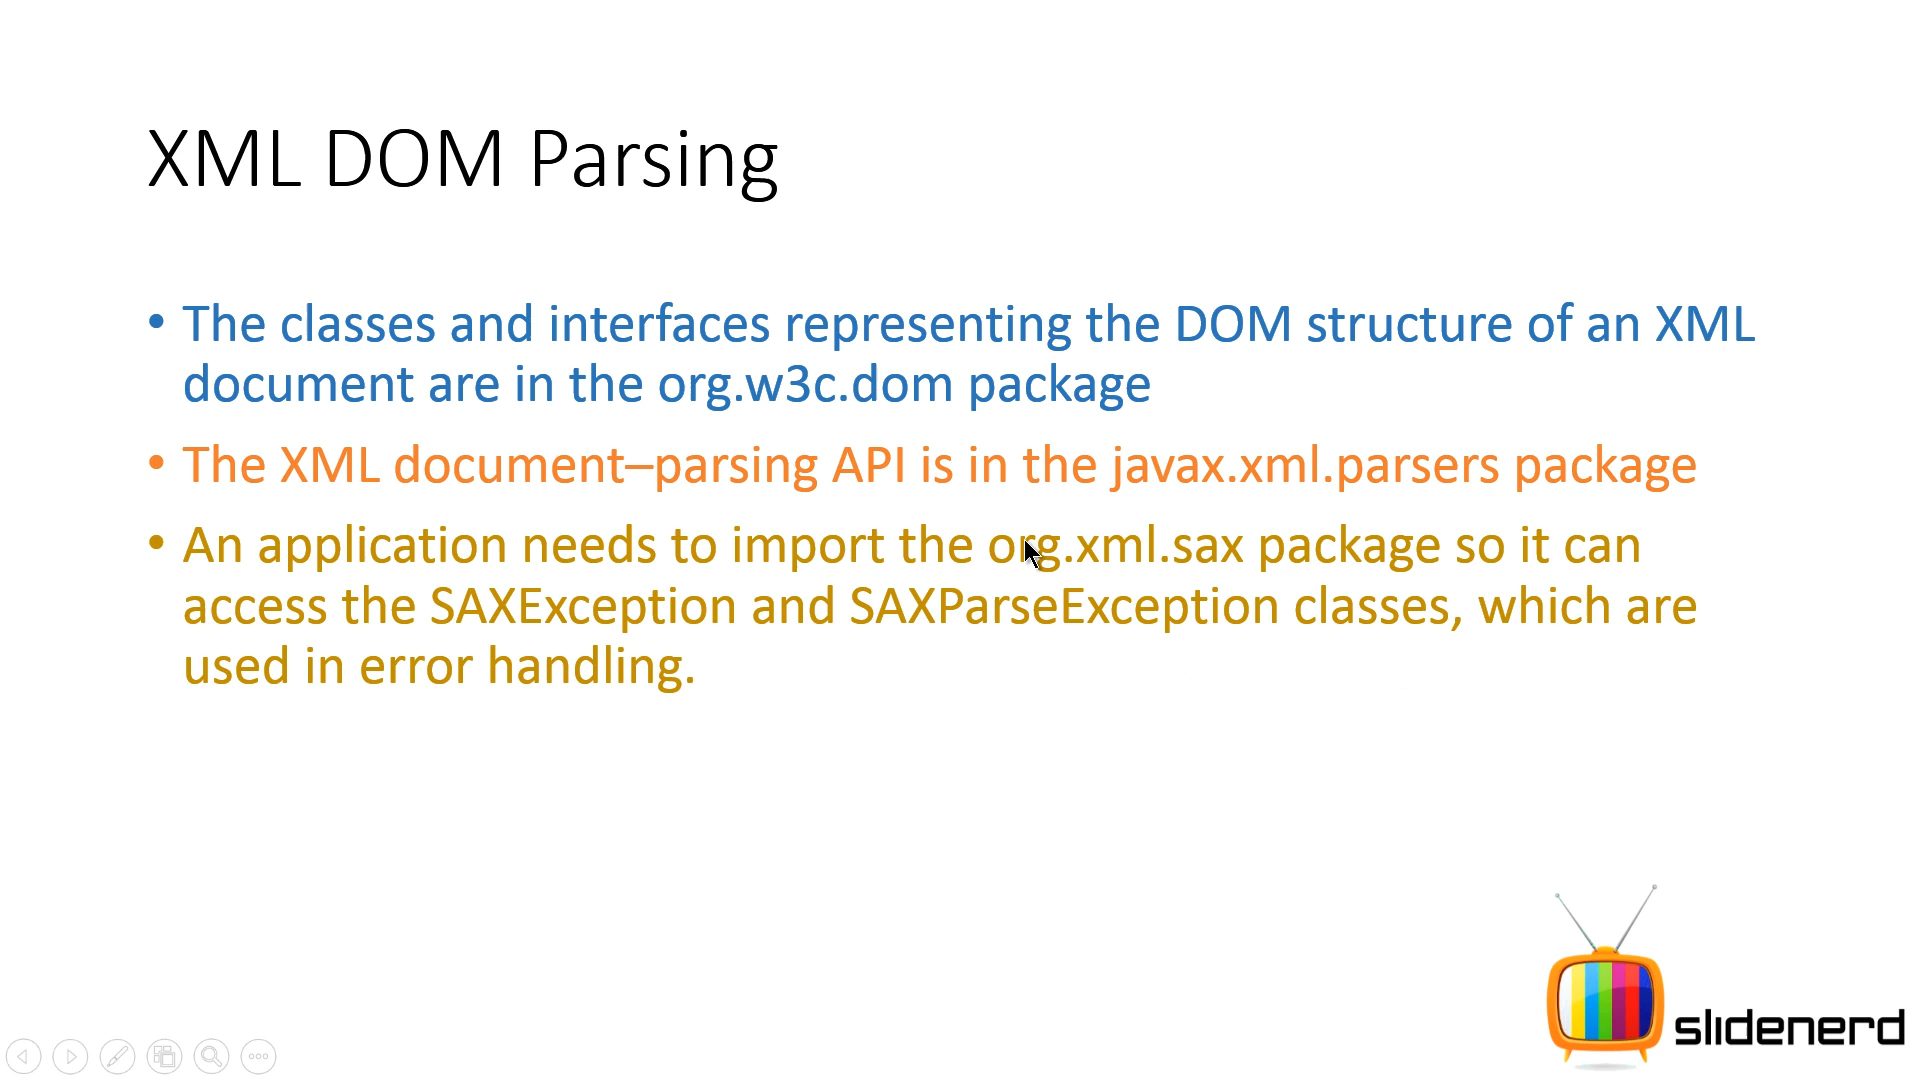 XML DOM Parsing
• The classes and interfaces representing the DOM structure of an XML
document are in the org.w3c.dom package
• The XML document–parsing API is in the javax.xml.parsers package
• An application needs to import the org.xml.sax package so it can
access the SAXException and SAXParseException classes, which are
used in error handling.
slidenerd